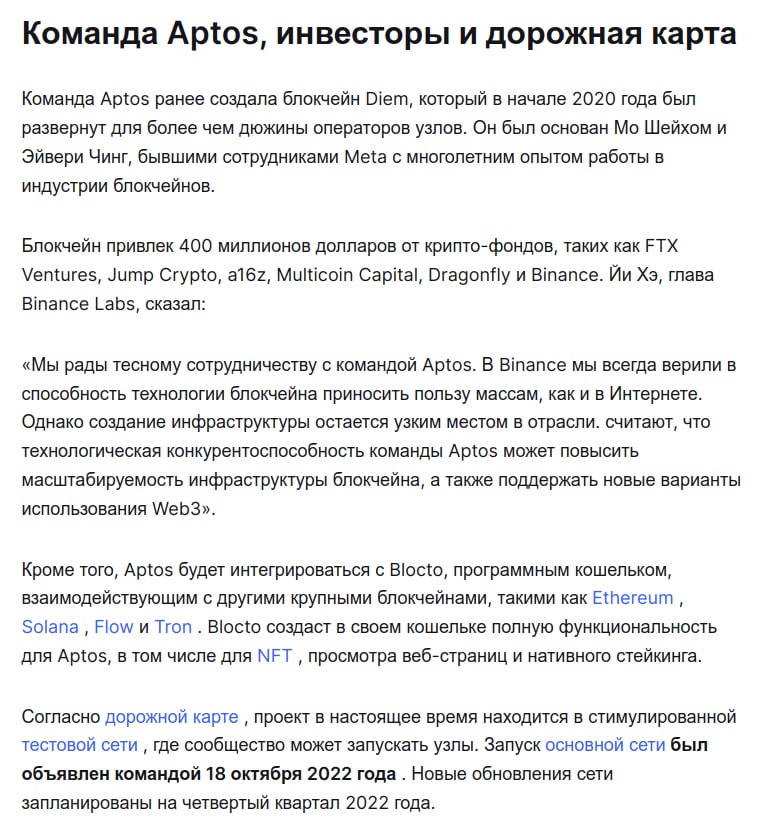 Команда Aptos, инвесторы и дорожная карта
Команда Aptos ранее создала блокчейн Diem, который в начале 2020 года был
развернут для более чем дюжины операторов узлов. Он был основан Мо Шейхом и
Эйвери Чинг, бывшими сотрудниками Meta с многолетним опытом работы в
индустрии блокчейнов.
Блокчейн привлек 400 миллионов долларов от крипто-фондов, таких как FTX
Ventures, Jump Crypto, a16z, Multicoin Capital, Dragonfly и Binance. Йи Хэ, глава
Binance Labs, сказал:
«Мы рады тесному сотрудничеству с командой Aptos. В Binance мы всегда верили в
способность технологии блокчейна приносить пользу массам, как и в Интернете.
Однако создание инфраструктуры остается узким местом в отрасли. считают, что
технологическая конкурентоспособность команды Aptos может повысить
масштабируемость инфраструктуры блокчейна, а также поддержать новые варианты
использования Web3».
Кроме того, Aptos будет интегрироваться с Blocto, программным кошельком,
взаимодействующим с другими крупными блокчейнами, такими как Ethereum ,
Solana , Flow и Tron . Blocto создаст в своем кошельке полную функциональность
для Aptos, в том числе для NFT , просмотра веб-страниц и нативного стейкинга.
Согласно дорожной карте , проект в настоящее время находится в стимулированной
тестовой сети , где сообщество может запускать узлы. Запуск основной сети был
объявлен командой 18 октября 2022 года . Новые обновления сети
запланированы на четвертый квартал 2022 года.